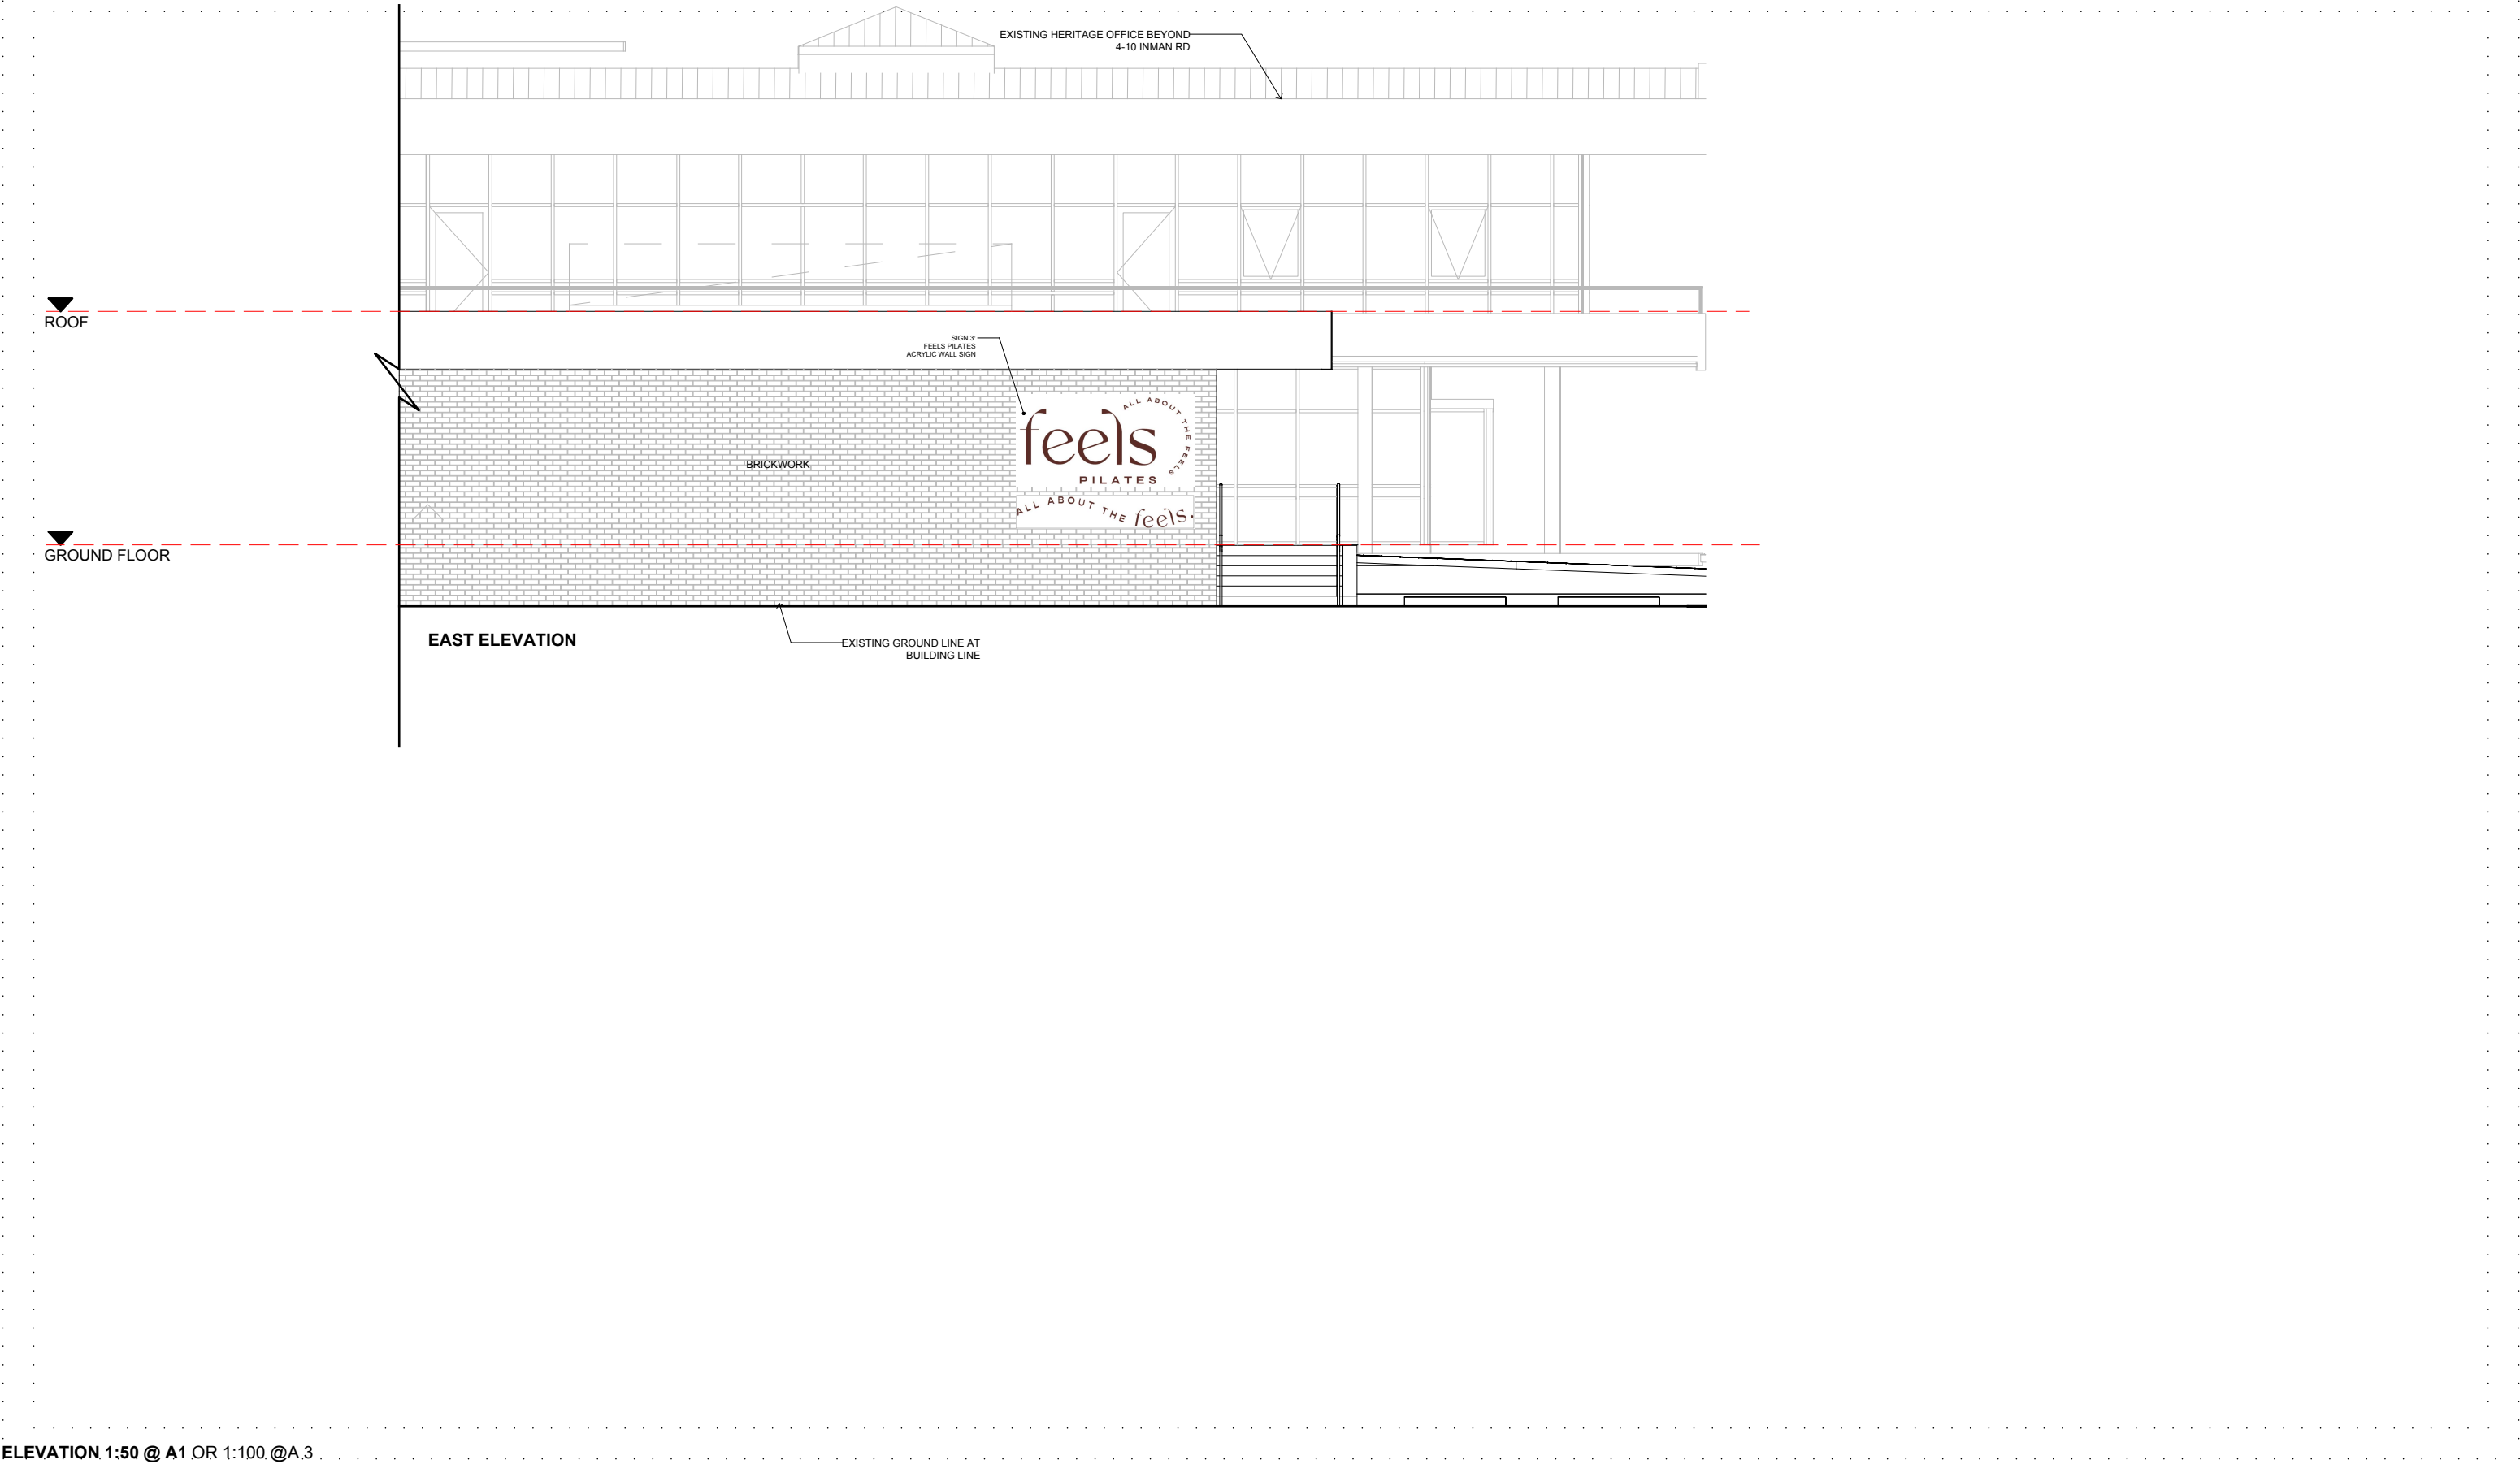 EXISTING HERITAGE OFFICE BEYOND
4-10 INMAN RD
ROOF
SIGN 3:
FEELS PILATES
ACRYLIC WALL SIGN
ALL ABOUT THE FEELS
feels
PILATES
BRICKWORK
ALL ABOUT THE feels.
GROUND FLOOR
EAST ELEVATION
EXISTING GROUND LINE AT
BUILDING LINE
ELEVATION 1:50 @ A1 OR 1:100 @A 3